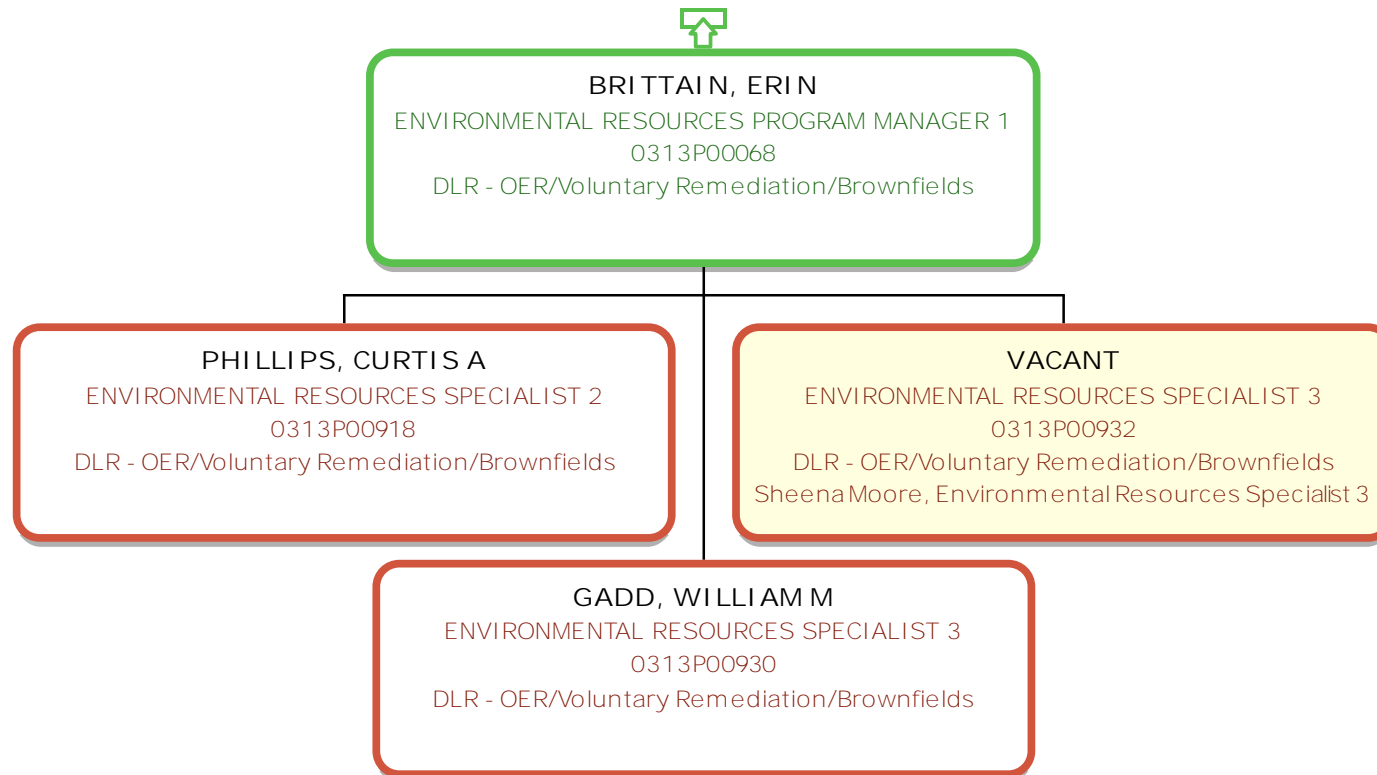 BRITTAIN, ERIN
ENVIRONMENTAL RESOURCES PROGRAM MANAGER 1
0313P00068
DLR - OER/Voluntary Remediation/Brownfields
PHILLIPS, CURTIS A
ENVIRONMENTAL RESOURCES SPECIALIST 2
0313P00918
DLR - OER/Voluntary Remediation/Brownfields
VACANT
ENVIRONMENTAL RESOURCES SPECIALIST 3
0313P00932
DLR - OER/Voluntary Remediation/Brownfields
Sheena Moore, Environmental Resources Specialist 3
GADD, WILLIAM M
ENVIRONMENTAL RESOURCES SPECIALIST 3
0313P00930
DLR - OER/Voluntary Remediation/Brownfields